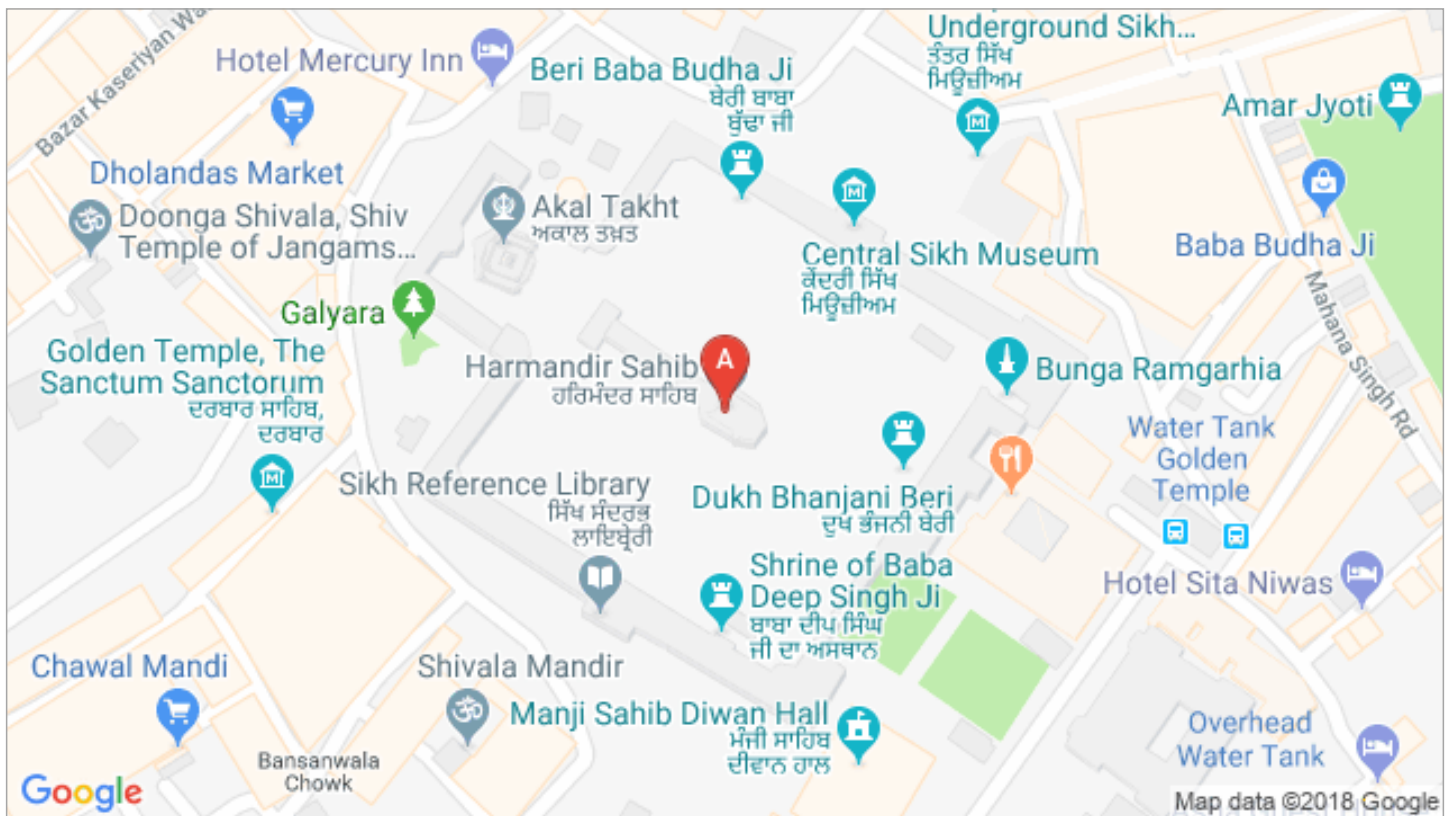 Underground Sikh...
ਤੰਤਰ ਸਿੱਖ
ਮਿਊਜ਼ੀਅਮ
Bazar Kaseriyan Wa
Hotel Mercury Inn
Beri Baba Budha Ji
ਬੇਰੀ ਬਾਬਾ
ਬੁੱਢਾ ਜੀ
Amar Jyoti
Dholandas Market
Doonga Shivala, Shiv
Temple of Jangams...
Akal Takht
ਅਕਾਲ ਤਖ਼ਤ
Central Sikh Museum
ਕੇਂਦਰੀ ਸਿੱਖ
ਮਿਊਜ਼ੀਅਮ
Baba Budha Ji
Mahana Singh Rd
Galyara
Golden Temple, The
Sanctum Sanctorum
ਦਰਬਾਰ ਸਾਹਿਬ,
ਦਰਬਾਰ
A
Harmandir Sahib
ਹਰਿਮੰਦਰ ਸਾਹਿਬ
Bunga Ramgarhia
Water Tank
Golden
Temple
Sikh Reference Library
ਸਿੱਖ ਸੰਦਰਭ
ਲਾਇਬ੍ਰੇਰੀ
Dukh Bhanjani Beri
ਦੁਖ ਭੰਜਨੀ ਬੇਰੀ
Shrine of Baba
Deep Singh Ji
ਬਾਬਾ ਦੀਪ ਸਿੰਘ
ਜੀ ਦਾ ਅਸਥਾਨ
Hotel Sita Niwas
Chawal Mandi
Shivala Mandir
Manji Sahib Diwan Hall
ਮੰਜੀ ਸਾਹਿਬ
ਦੀਵਾਨ ਹਾਲ
Overhead
Water Tank
Bansanwala
Chowk
Google
Map data ©2018 Google